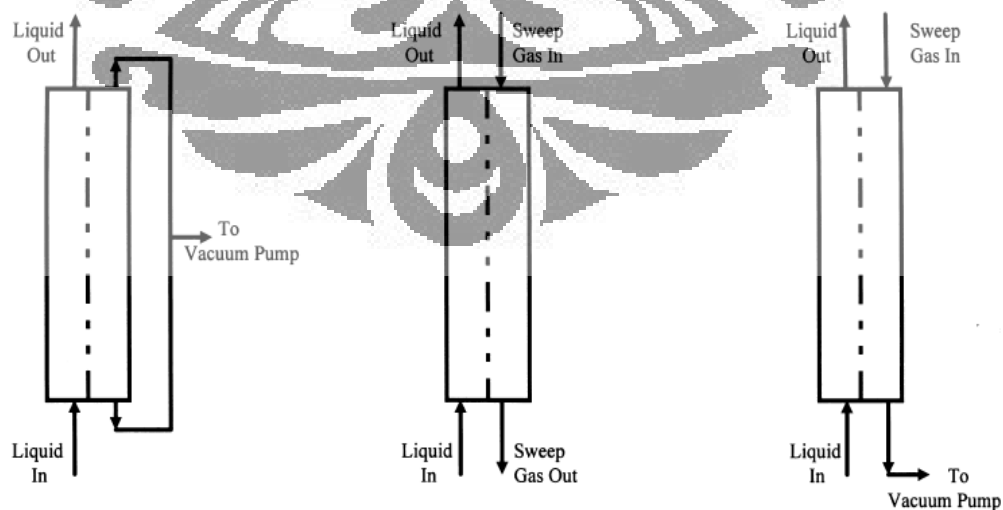 Liquid
Out
To
Vacuum Pump
Liquid
In
Liquid
Out
Sweep
Gas In
Liquid
In
Sweep
Gas Out
Liquid
Out
Sweep
Gas In
Liquid
In
To
Vacuum Pump